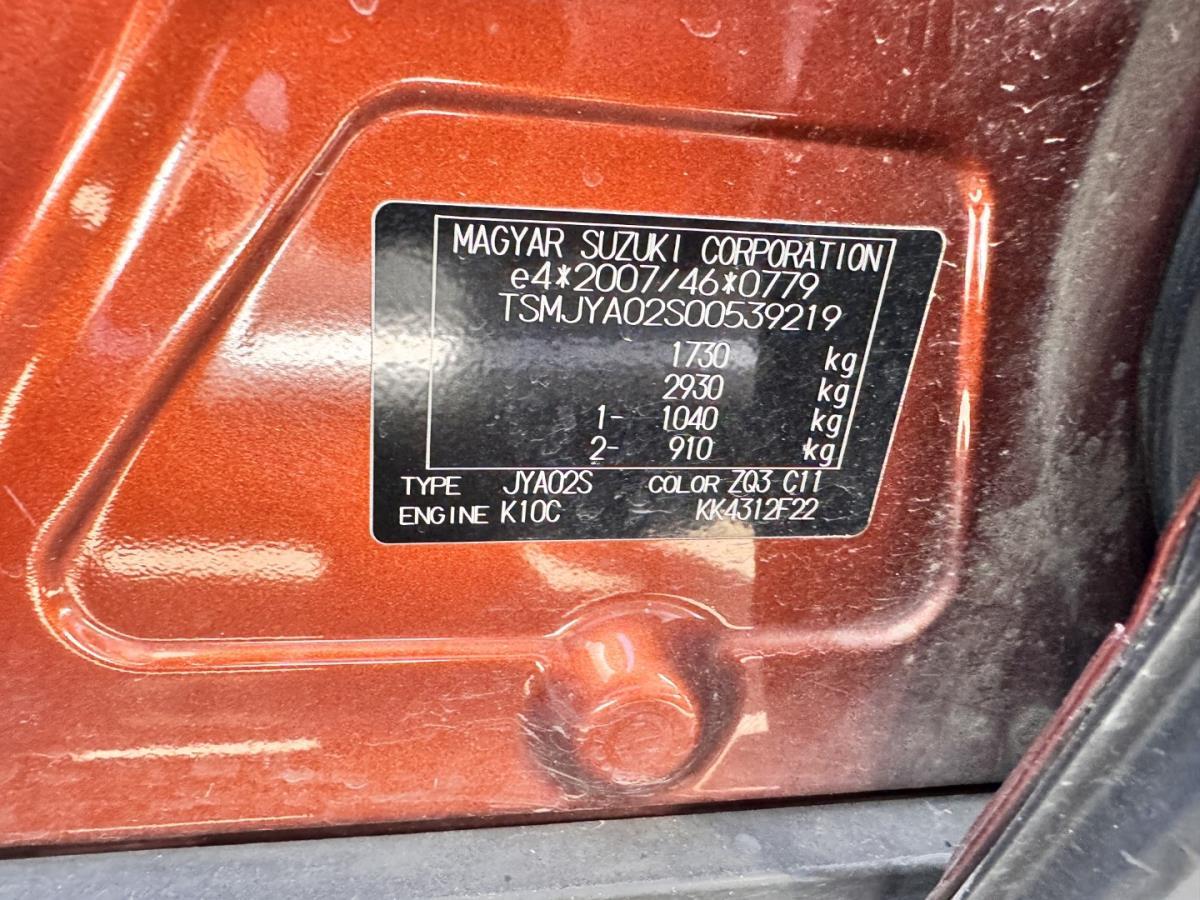 MAGYAR SUZUKI CORPORATION
e4*2007/46*0779
TSMJYA02S00539219
1730 kg
2930 kg
1- 1040 kg
2- 910 kg
TYPE JYA02S COLOR ZQ3 C11
ENGINE K10C KK4312F22